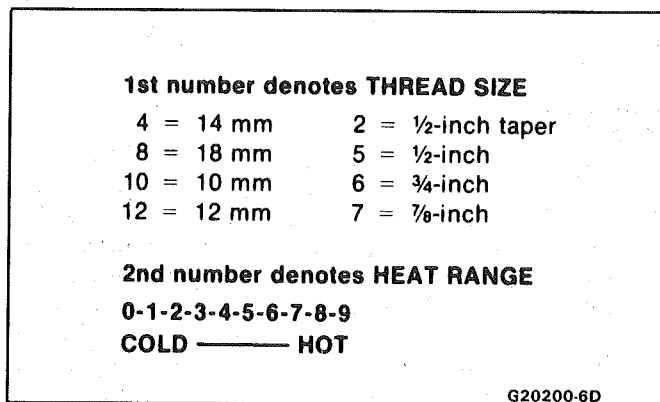 1st number denotes THREAD SIZE
4 = 14 mm 2 = ½-inch taper
8 = 18 mm 5 = ½-inch
10 = 10 mm 6 = ¾-inch
12 = 12 mm 7 = ⅞-inch
2nd number denotes HEAT RANGE
0-1-2-3-4-5-6-7-8-9
COLD ——— HOT
G20200-6D